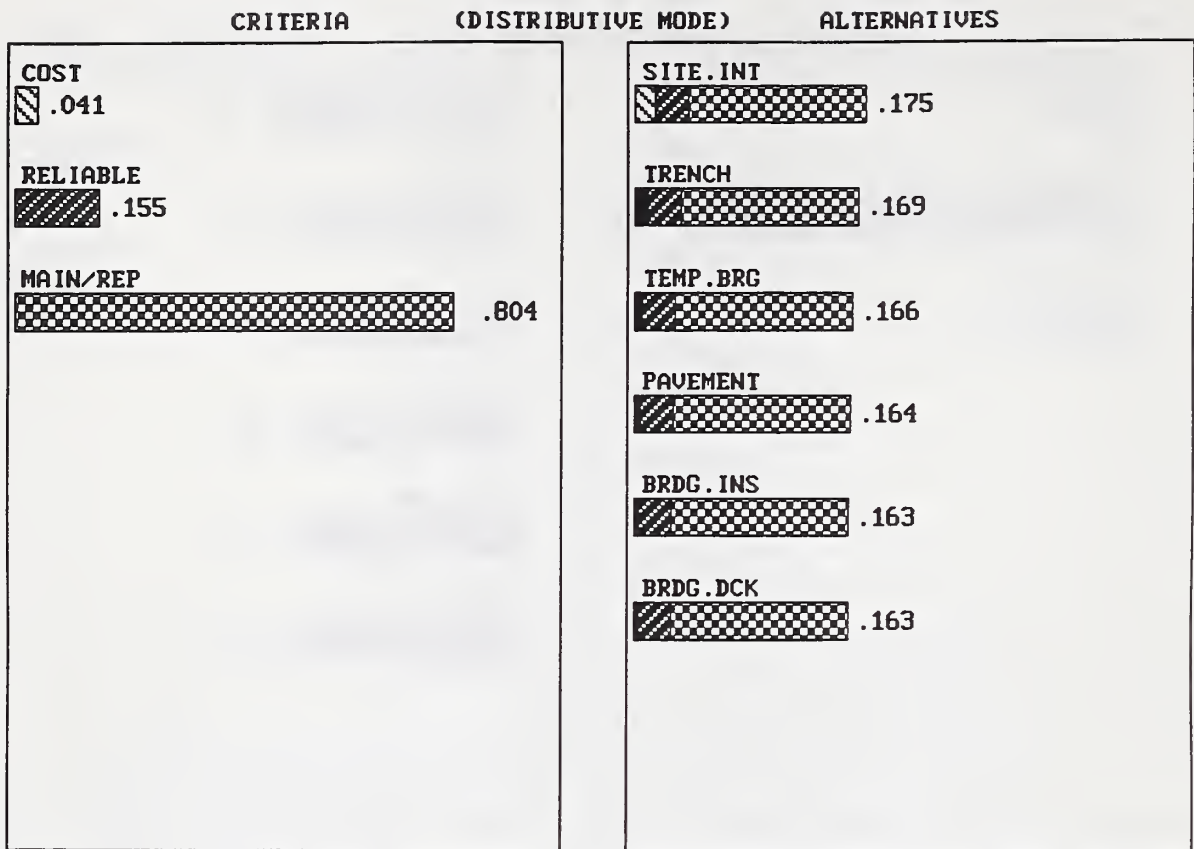 CRITERIA (DISTRIBUTIVE MODE) ALTERNATIVES
COST
.041
RELIABLE
.155
MAIN/REP
.804
SITE.INT
.175
TRENCH
.169
TEMP.BRG
.166
PAVEMENT
.164
BRDG.INS
.163
BRDG.DCK
.163